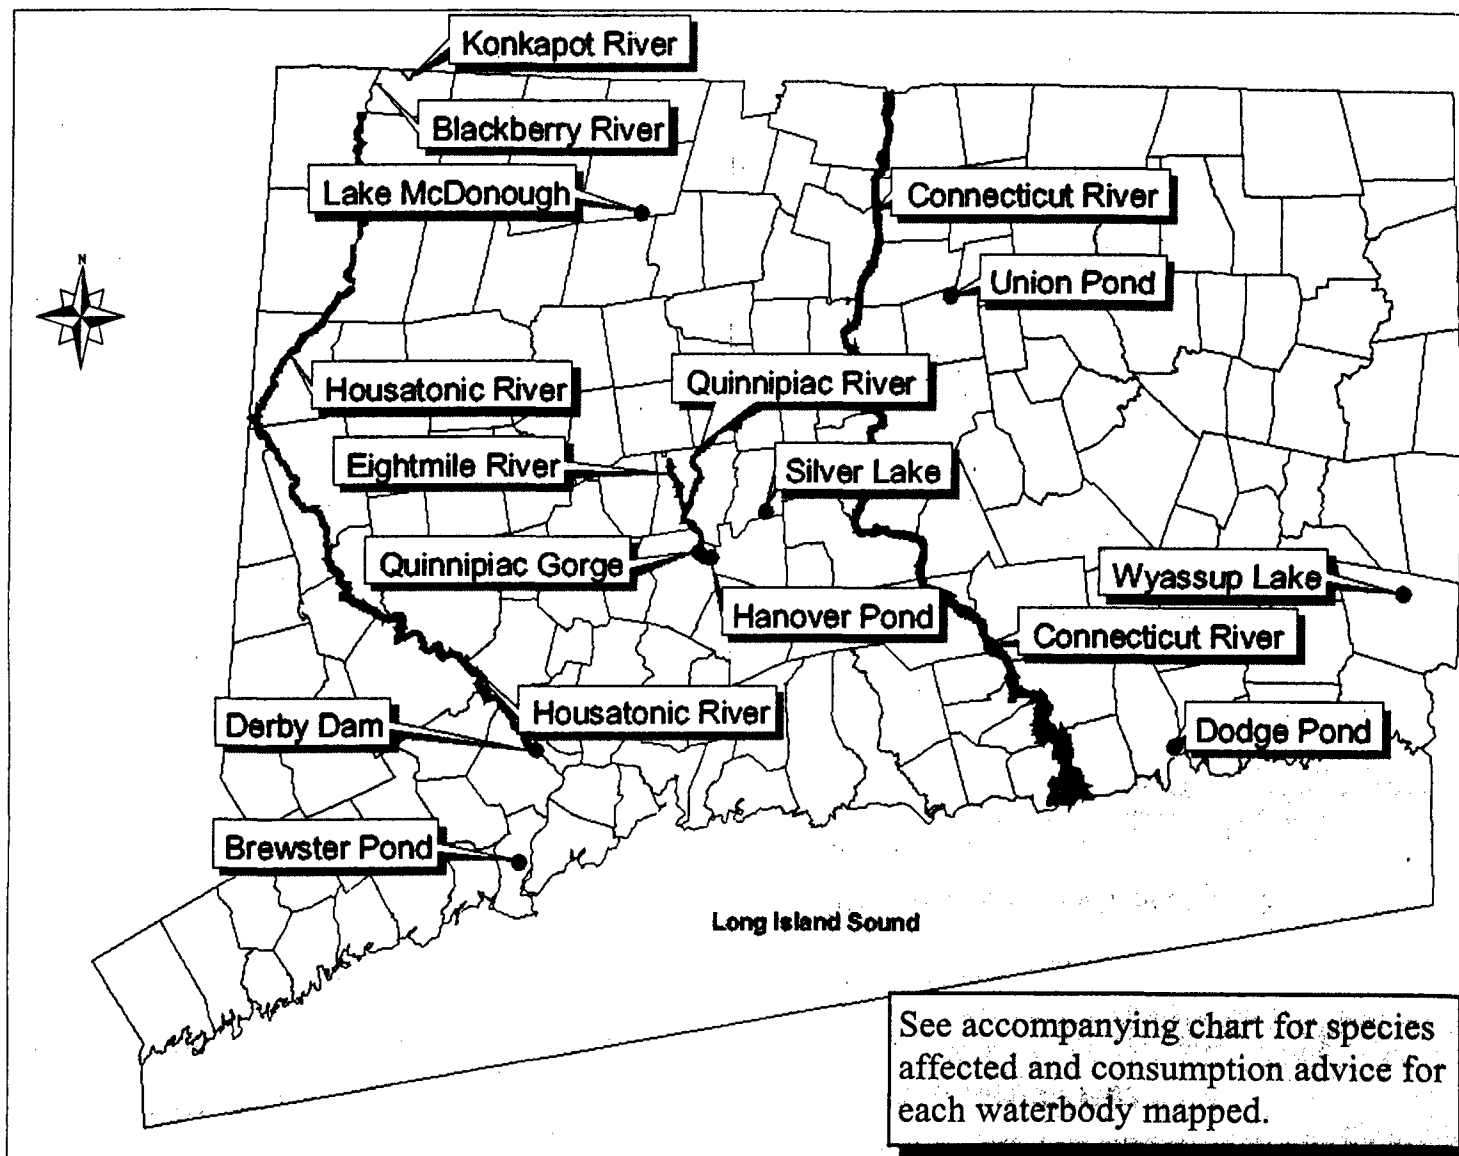 Konkapot River
Blackberry River
Lake McDonough
Connecticut River
N
Union Pond
Housatonic River
Quinnipiac River
Eightmile River
Silver Lake
Quinnipiac Gorge
Wyassup Lake
Hanover Pond
Connecticut River
Housatonic River
Derby Dam
Dodge Pond
Brewster Pond
Long Island Sound
See accompanying chart for species
affected and consumption advice for
each waterbody mapped.